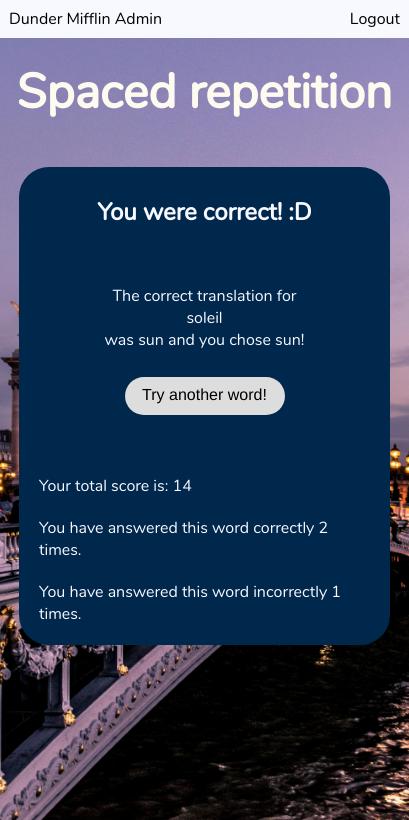 Dunder Mifflin Admin Logout
Spaced repetition
You were correct! :D
The correct translation for
soleil
was sun and you chose sun!
Try another word!
Your total score is: 14
You have answered this word correctly 2
times.
You have answered this word incorrectly 1
times.